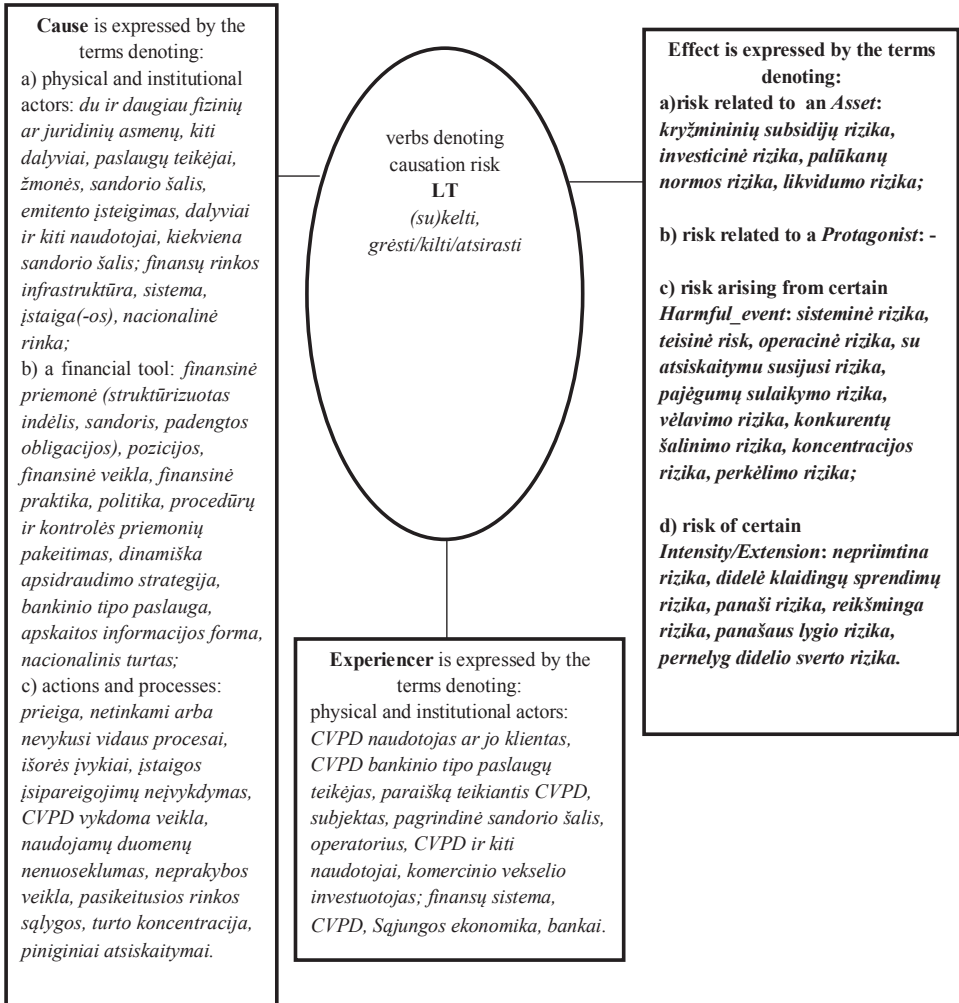 Cause is expressed by the
terms denoting:
a) physical and institutional
actors: du ir daugiau fizinių
ar juridinių asmenų, kiti
dalyviai, paslaugų teikėjai,
žmonės, sandorio šalis,
emitento įsteigimas, dalyviai
ir kiti naudotojai, kiekviena
sandorio šalis; finansų rinkos
infrastruktūra, sistema,
įstaiga(-os), nacionalinė
rinka;
b) a financial tool: finansinė
priemonė (struktūrizuotas
indėlis, sandoris, padengtos
obligacijos), pozicijos,
finansinė veikla, finansinė
praktika, politika, procedūrų
ir kontrolės priemonių
pakeitimas, dinamiška
apsidraudimo strategija,
bankinio tipo paslauga,
apskaitos informacijos forma,
nacionalinis turtas;
c) actions and processes:
prieiga, netinkami arba
nevykusi vidaus procesai,
išorės įvykiai, įstaigos
įsipareigojimų neįvykdymas,
CVPD vykdoma veikla,
naudojamų duomenų
nenuoseklumas, neprakybos
veikla, pasikeitusios rinkos
sąlygos, turto koncentracija,
piniginiai atsiskaitymai.
verbs denoting
causation risk
LT
(su)kelti,
grėsti/kilti/atsirasti
Experiencer is expressed by the
terms denoting:
physical and institutional actors:
CVPD naudotojas ar jo klientas,
CVPD bankinio tipo paslaugų
teikėjas, paraišką teikiantis CVPD,
subjektas, pagrindinė sandorio šalis,
operatorius, CVPD ir kiti
naudotojai, komercinio vekselio
investuotojas; finansų sistema,
CVPD, Sąjungos ekonomika, bankai.
Effect is expressed by the terms
denoting:
a)risk related to an Asset:
kryžmininių subsidijų rizika,
investicinė rizika, palūkanų
normos rizika, likvidumo rizika;
b) risk related to a Protagonist: -
c) risk arising from certain
Harmful_event: sisteminė rizika,
teisinė risk, operacinė rizika, su
atsiskaitymu susijusi rizika,
pajėgumų sulaikymo rizika,
vėlavimo rizika, konkurentų
šalinimo rizika, koncentracijos
rizika, perkėlimo rizika;
d) risk of certain
Intensity/Extension: nepriimtina
rizika, didelė klaidingų sprendimų
rizika, panaši rizika, reikšminga
rizika, panašaus lygio rizika,
pernelyg didelio sverto rizika.